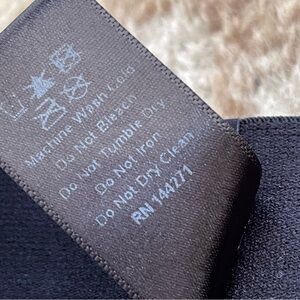 Machine Wash Cold
Do Not Bleach
Do Not Tumble Dry
Do Not Iron
Do Not Dry Clean
RN 144271